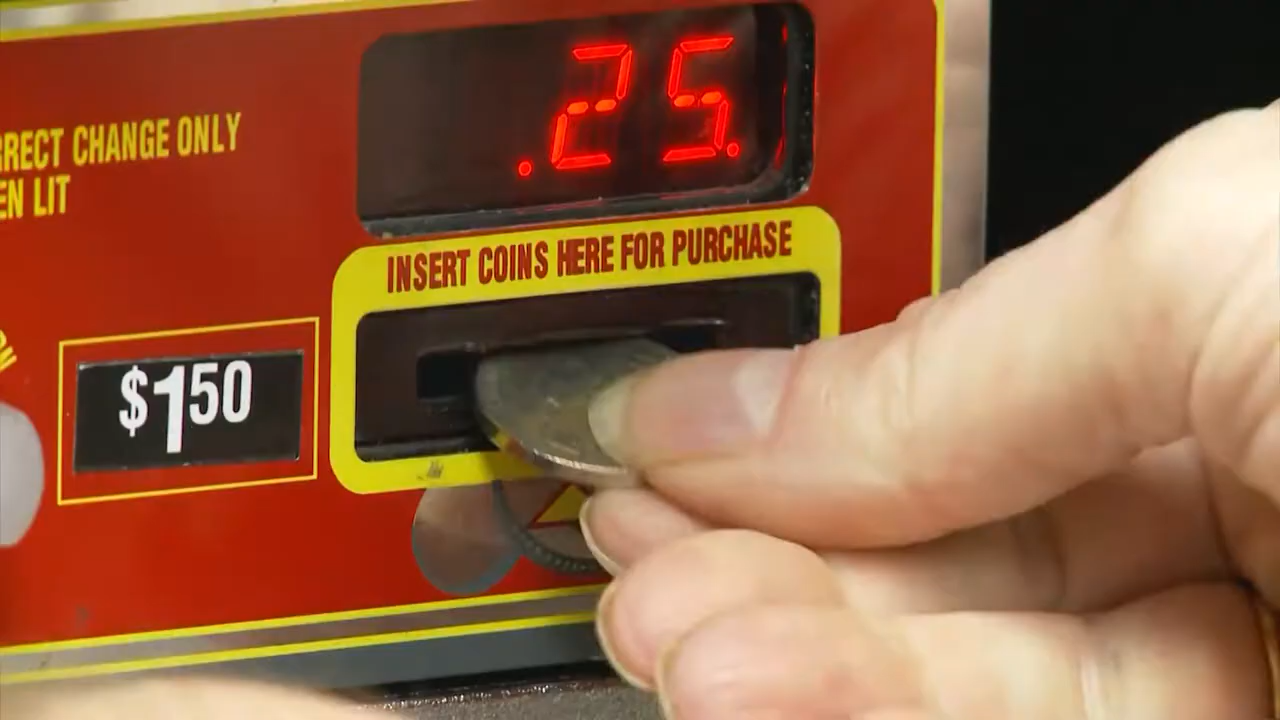 .25.
RRECT CHANGE ONLY
EN LIT
INSERT COINS HERE FOR PURCHASE
$1 50